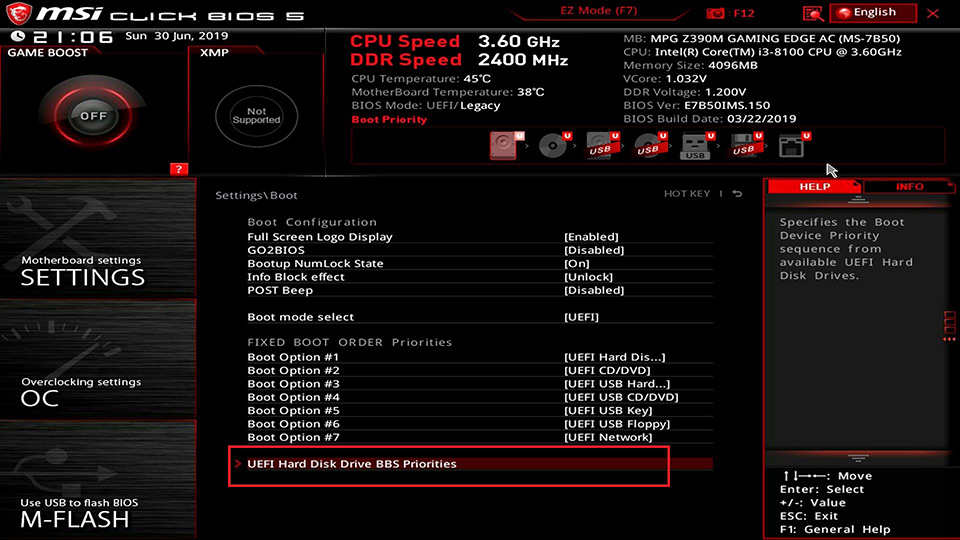 msi CLICK BIOS 5
EZ Mode (F7)
: F12
English
21:06 Sun 30 Jun, 2019
GAME BOOST
OFF
XMP
Not
Supported
?
CPU Speed 3.60 GHz
DDR Speed 2400 MHz
CPU Temperature: 45°C
MotherBoard Temperature: 38°C
BIOS Mode: UEFI/Legacy
Boot Priority
MB: MPG Z390M GAMING EDGE AC (MS-7B50)
CPU: Intel(R) Core(TM) i3-8100 CPU @ 3.60GHz
Memory Size: 4096MB
VCore: 1.032V
DDR Voltage: 1.200V
BIOS Ver: E7B50IMS.150
BIOS Build Date: 03/22/2019
U U U U U U U
USB USB USB USB
Motherboard settings
SETTINGS
Overclocking settings
OC
Use USB to flash BIOS
M-FLASH
Settings\Boot
HOT KEY |
Boot Configuration
Full Screen Logo Display [Enabled]
GO2BIOS [Disabled]
Bootup NumLock State [On]
Info Block effect [Unlock]
POST Beep [Disabled]
Boot mode select [UEFI]
FIXED BOOT ORDER Priorities
Boot Option #1 [UEFI Hard Dis...]
Boot Option #2 [UEFI CD/DVD]
Boot Option #3 [UEFI USB Hard...]
Boot Option #4 [UEFI USB CD/DVD]
Boot Option #5 [UEFI USB Key]
Boot Option #6 [UEFI USB Floppy]
Boot Option #7 [UEFI Network]
UEFI Hard Disk Drive BBS Priorities
HELP
INFO
Specifies the Boot
Device Priority
sequence from
available UEFI Hard
Disk Drives.
↑↓→←: Move
Enter: Select
+/-: Value
ESC: Exit
F1: General Help